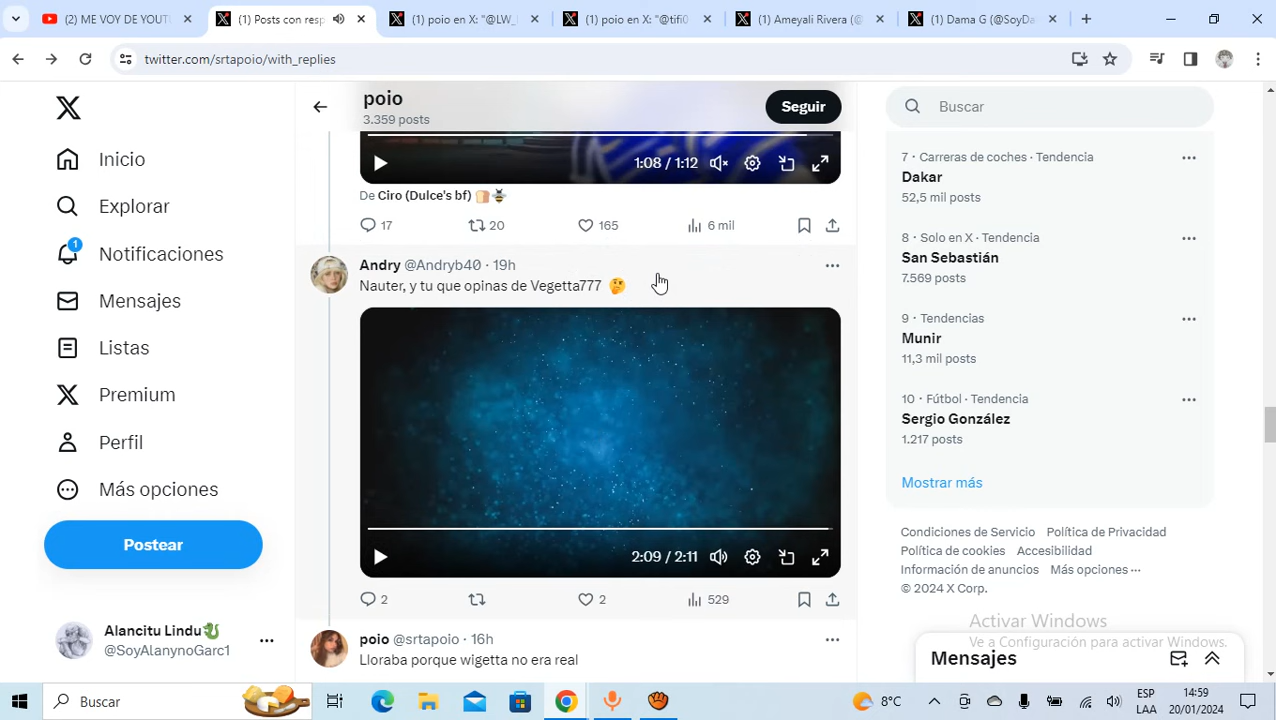 (2) ME VOY DE YOUTU
(1) Posts con resp
(1) poio en X: "@LW_
(1) poio en X: "@tifi0
(1) Ameyali Rivera (@
(1) Dama G (@SoyDa
twitter.com/srtapoio/with_replies
X
Inicio
Explorar
1
Notificaciones
Mensajes
Listas
Premium
Perfil
Más opciones
Postear
Alancitu Lindu
@SoyAlanynoGarc1
poio
3.359 posts
Seguir
1:08 / 1:12
De Ciro (Dulce's bf)
17
20
165
6 mil
Andry @Andryb40 · 19h
Nauter, y tu que opinas de Vegetta777 🤔
2:09 / 2:11
2
2
529
poio @srtapoio · 16h
Lloraba porque wigetta no era real
Buscar
7 · Carreras de coches · Tendencia
Dakar
52,5 mil posts
8 · Solo en X · Tendencia
San Sebastián
7.569 posts
9 · Tendencias
Munir
11,3 mil posts
10 · Fútbol · Tendencia
Sergio González
1.217 posts
Mostrar más
Condiciones de Servicio Política de Privacidad
Política de cookies Accesibilidad
Información de anuncios Más opciones ···
© 2024 X Corp.
Activar Windows
Ve a Configuración para activar Windows.
Mensajes
Buscar
8°C
ESP
LAA
14:59
20/01/2024